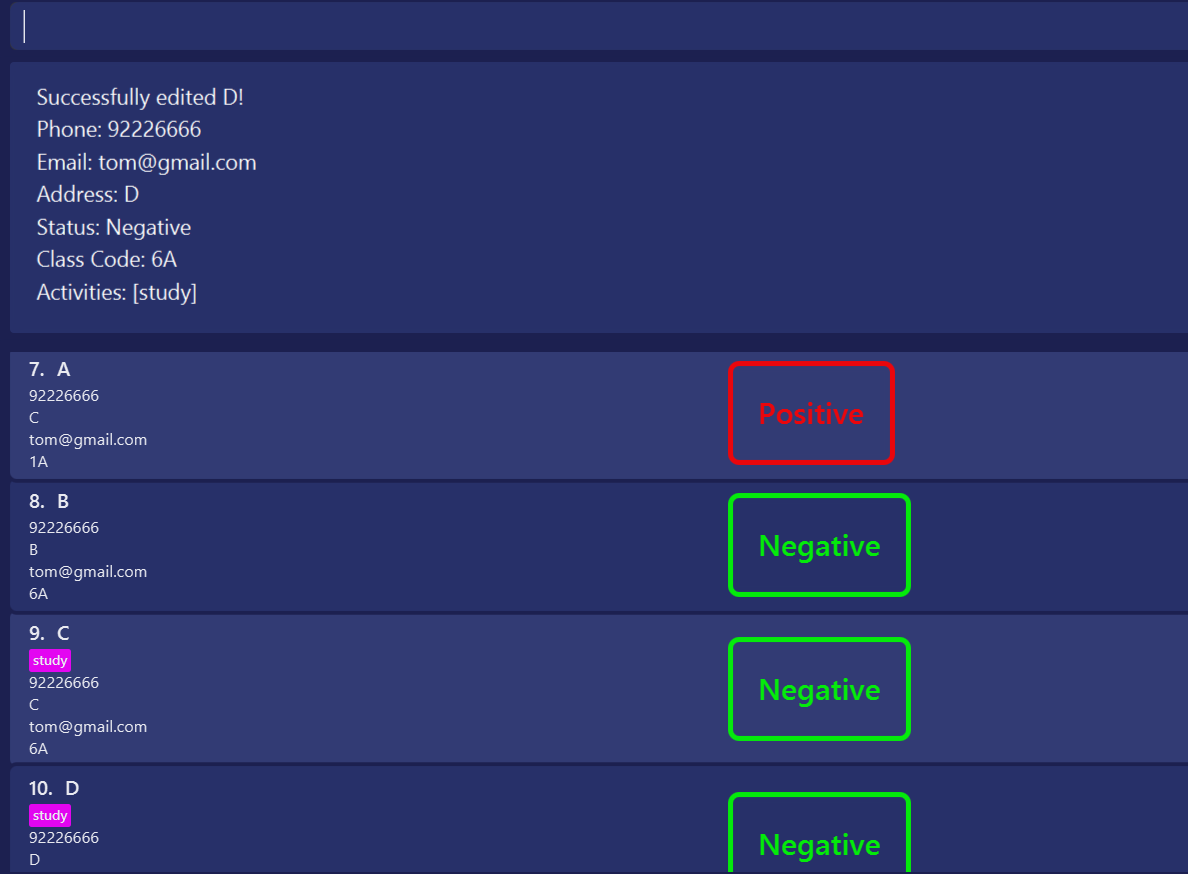 Successfully edited D!
Phone: 92226666
Email: tom@gmail.com
Address: D
Status: Negative
Class Code: 6A
Activities: [study]
7. A
92226666
C
tom@gmail.com
1A
Positive
8. B
92226666
B
tom@gmail.com
6A
Negative
9. C
study
92226666
C
tom@gmail.com
6A
Negative
10. D
study
92226666
D
Negative